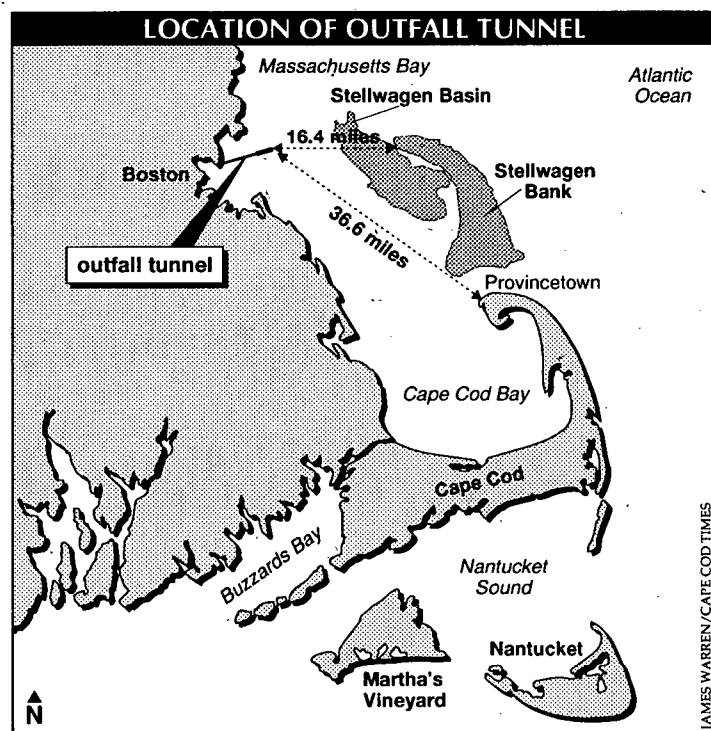 LOCATION OF OUTFALL TUNNEL
Massachusetts Bay
Atlantic
Ocean
Stellwagen Basin
16.4 miles
Boston
Stellwagen
Bank
36.6 miles
outfall tunnel
Provincetown
Cape Cod Bay
Cape Cod
Buzzards Bay
Nantucket
Sound
Nantucket
Martha's
Vineyard
N
JAMES WARREN/CAPE COD TIMES